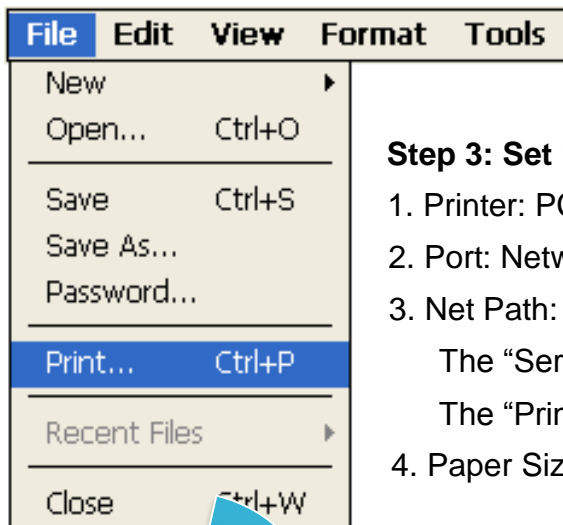 File Edit View Format Tools
New
Open... Ctrl+O
Save Ctrl+S
Save As...
Password...
Print... Ctrl+P
Recent Files
Close Ctrl+W
Step 3: Set
1. Printer:
2. Port:
3. Net Path:
The
The
4. Paper